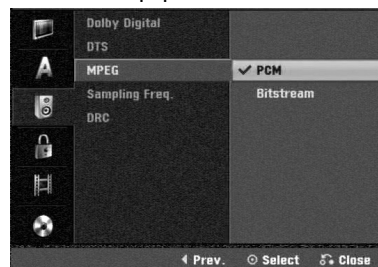 Dolby Digital
DTS
MPEG
PCM
Sampling Freq.
Bitstream
DRC
A
Prev.
Select
Close